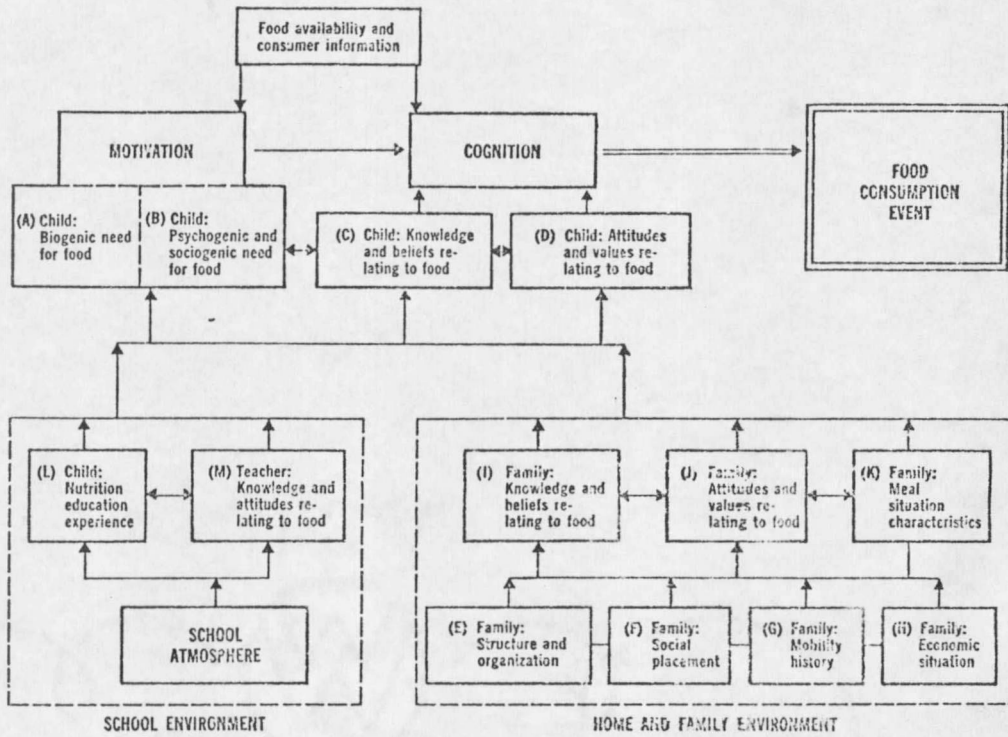 Food availability and
consumer information
MOTIVATION
COGNITION
FOOD
CONSUMPTION
EVENT
(A) Child:
Biogenic need
for food
(B) Child:
Psychogenic and
sociogenic need
for food
(C) Child: Knowledge
and beliefs re-
lating to food
(D) Child: Attitudes
and values re-
lating to food
(L) Child:
Nutrition
education
experience
(M) Teacher:
Knowledge and
attitudes re-
lating to food
(I) Family:
Knowledge and
beliefs re-
lating to food
(J) Family:
Attitudes and
values re-
lating to food
(K) Family:
Meal
situation
characteristics
SCHOOL
ATMOSPHERE
(E) Family:
Structure and
organization
(F) Family:
Social
placement
(G) Family:
Mobility
history
(H) Family:
Economic
situation
SCHOOL ENVIRONMENT
HOME AND FAMILY ENVIRONMENT